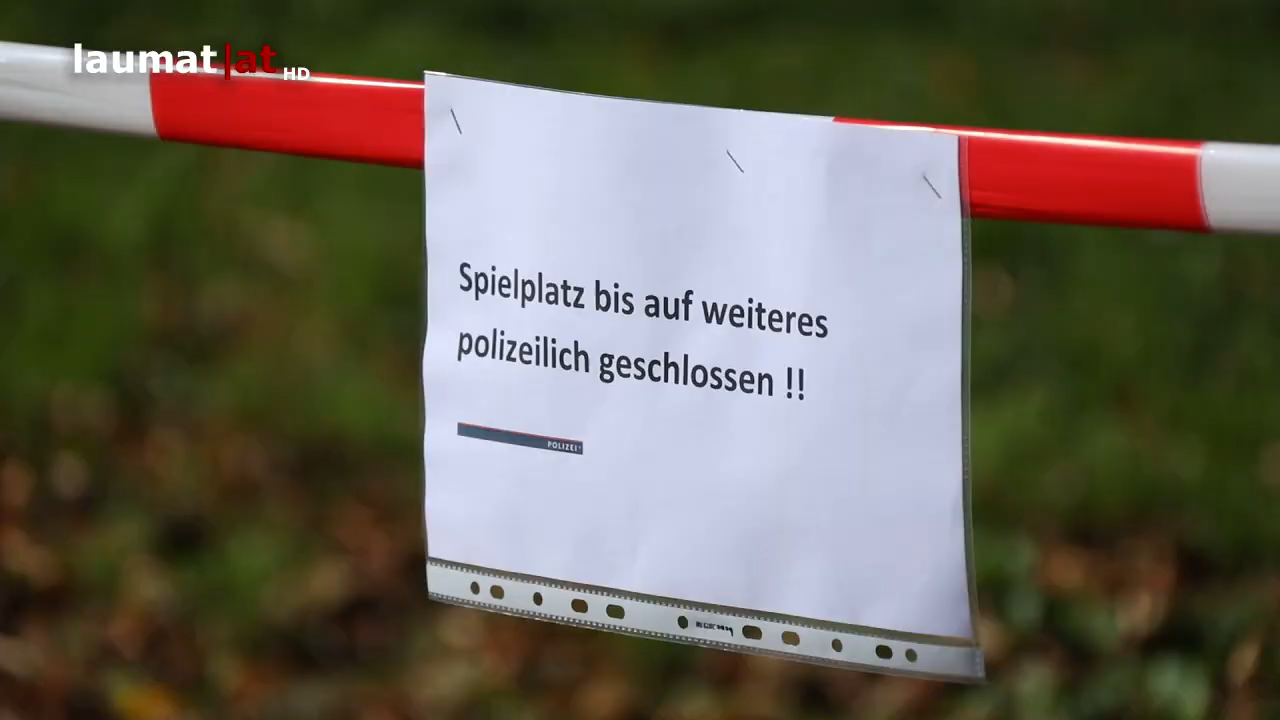 laumat|at HD
Spielplatz bis auf weiteres
polizeilich geschlossen !!
POLIZEI*